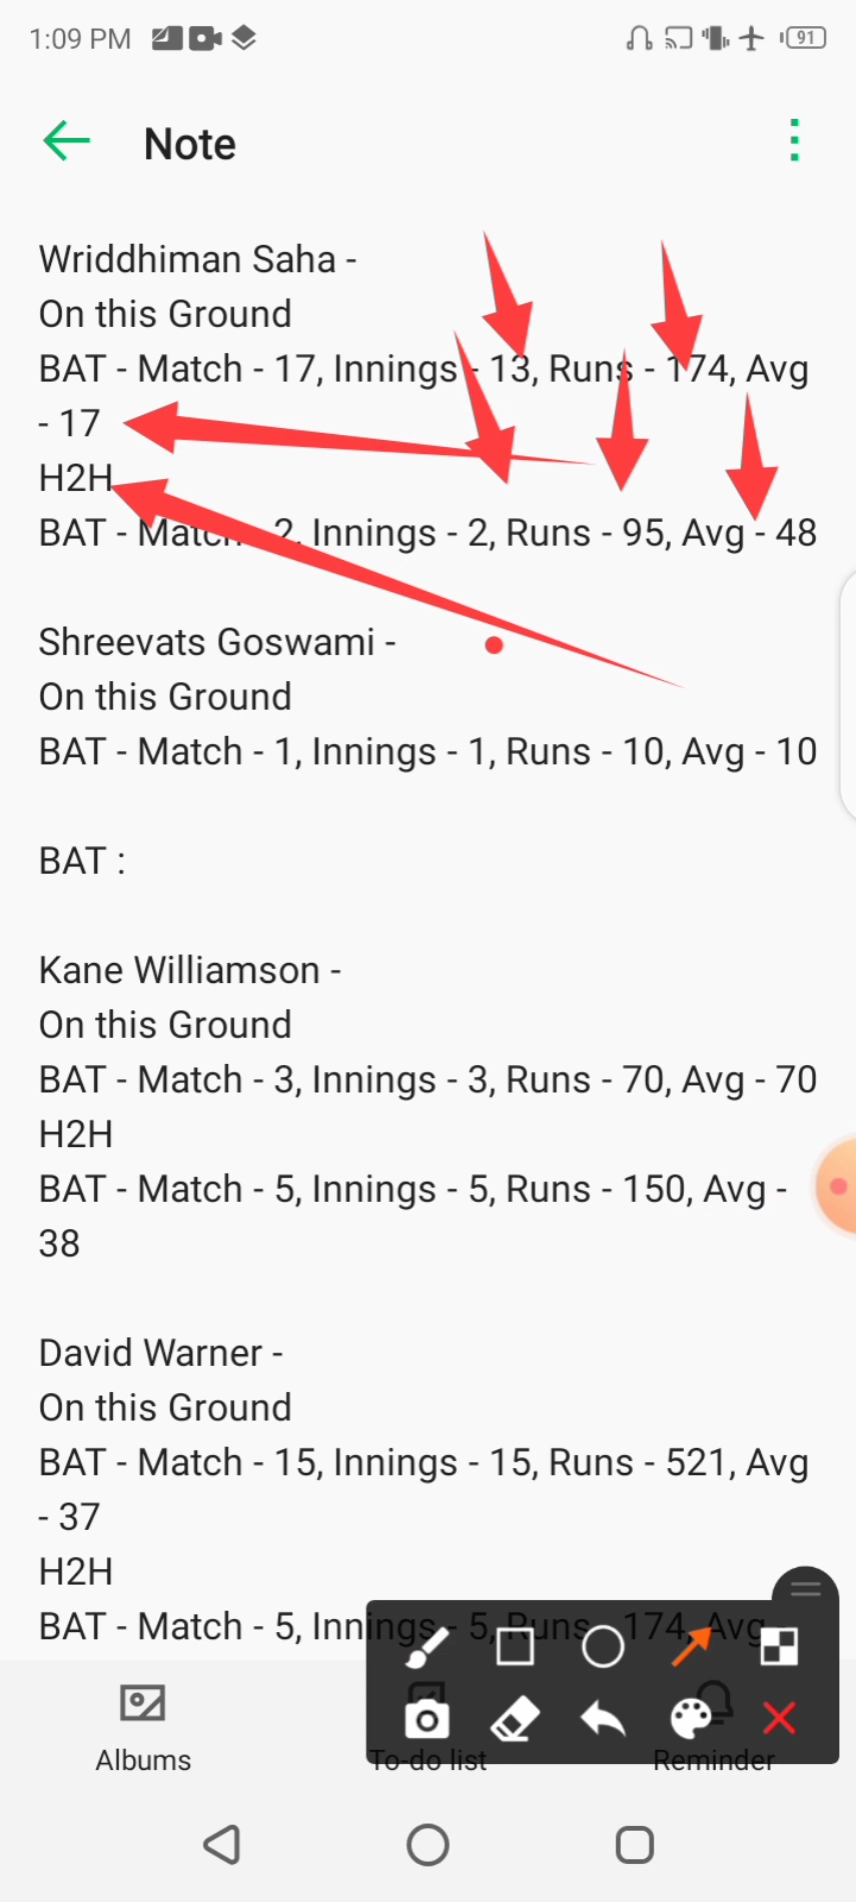 1:09 PM
91
Note
Wriddhiman Saha -
On this Ground
BAT - Match - 17, Innings - 13, Runs - 174, Avg
- 17
H2H
BAT - Match - 2, Innings - 2, Runs - 95, Avg - 48
Shreevats Goswami -
On this Ground
BAT - Match - 1, Innings - 1, Runs - 10, Avg - 10
BAT :
Kane Williamson -
On this Ground
BAT - Match - 3, Innings - 3, Runs - 70, Avg - 70
H2H
BAT - Match - 5, Innings - 5, Runs - 150, Avg -
38
David Warner -
On this Ground
BAT - Match - 15, Innings - 15, Runs - 521, Avg
- 37
H2H
BAT - Match - 5, Innings - 5, Runs - 174, Avg
Albums
To-do list
Reminder